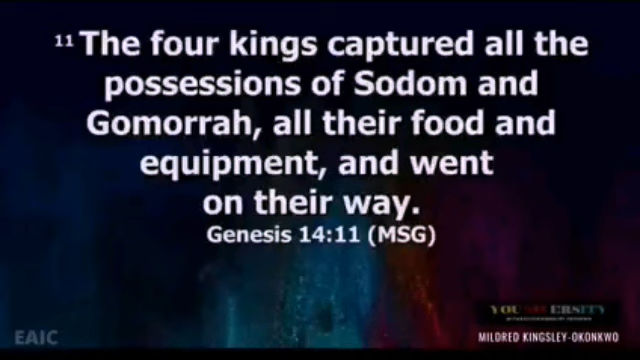 11 The four kings captured all the
possessions of Sodom and
Gomorrah, all their food and
equipment, and went
on their way.
Genesis 14:11 (MSG)
EAIC
MILDRED KINGSLEY-OKONKWO